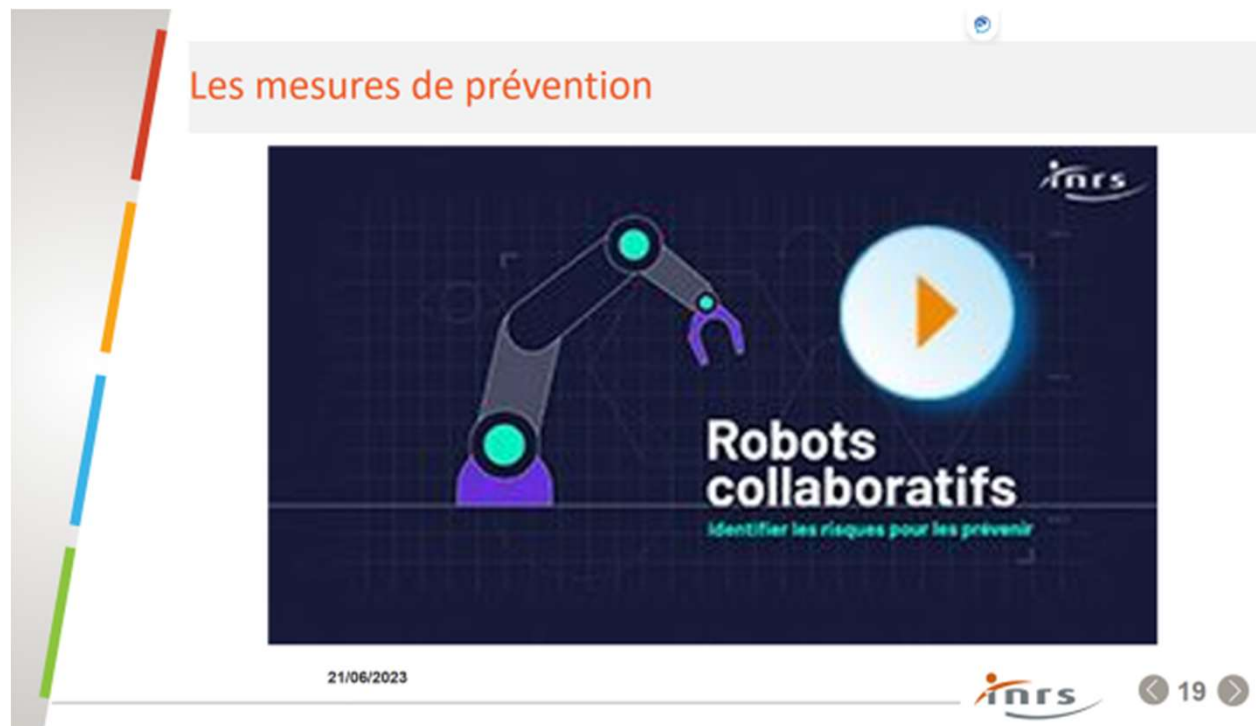 Les mesures de prévention
inrs
Robots
collaboratifs
Identifier les risques pour les prévenir
21/06/2023
inrs
19